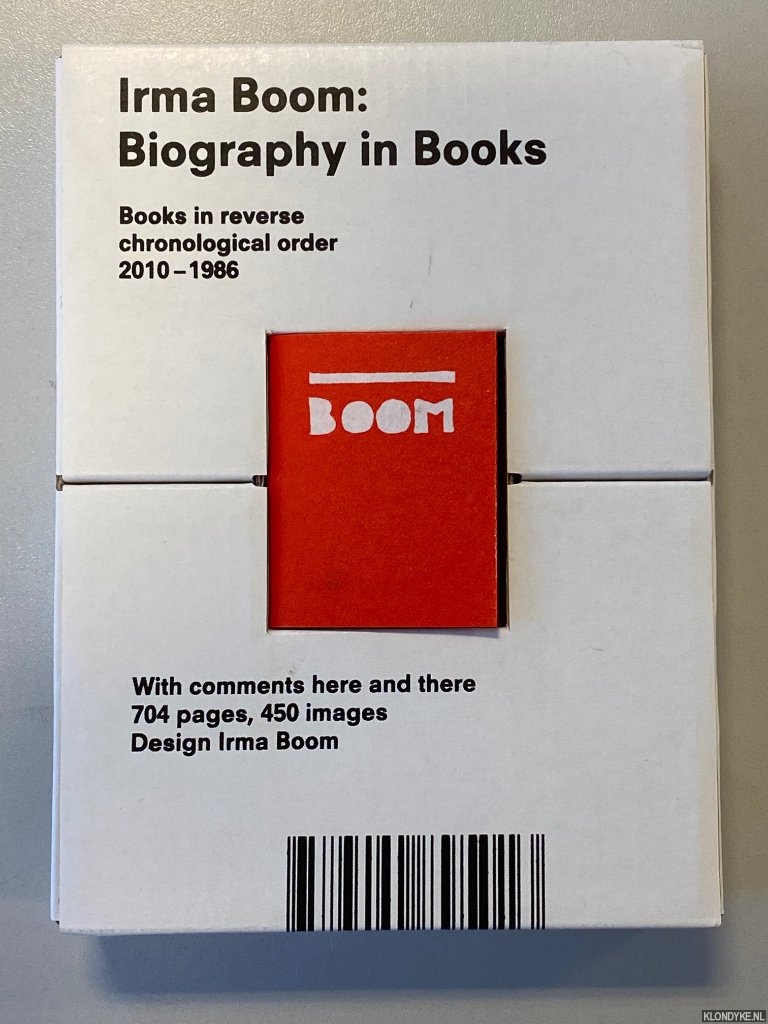 Irma Boom:
Biography in Books
Books in reverse
chronological order
2010 – 1986
BOOM
With comments here and there
704 pages, 450 images
Design Irma Boom
KLONDYKE.NL